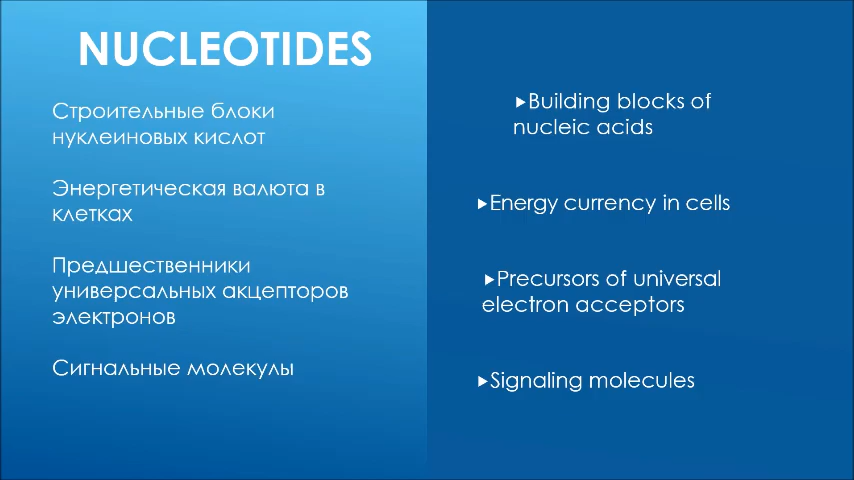 NUCLEOTIDES
Строительные блоки
нуклеиновых кислот
Энергетическая валюта в
клетках
Предшественники
универсальных акцепторов
электронов
Сигнальные молекулы
▶Building blocks of
nucleic acids
▶Energy currency in cells
▶Precursors of universal
electron acceptors
▶Signaling molecules